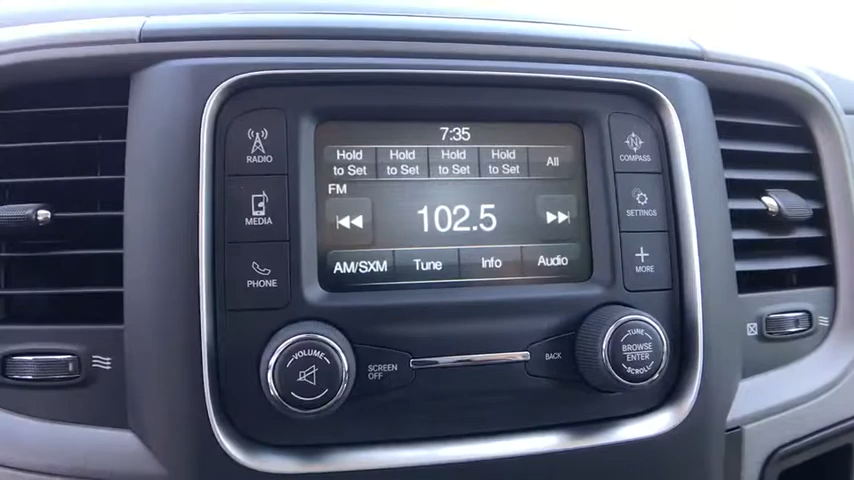 7:35
Hold to Set
Hold to Set
Hold to Set
Hold to Set
All
FM
102.5
AM/SXM
Tune
Info
Audio
RADIO
MEDIA
PHONE
N
COMPASS
SETTINGS
MORE
VOLUME
SCREEN
OFF
BACK
TUNE
BROWSE
ENTER
SCROLL